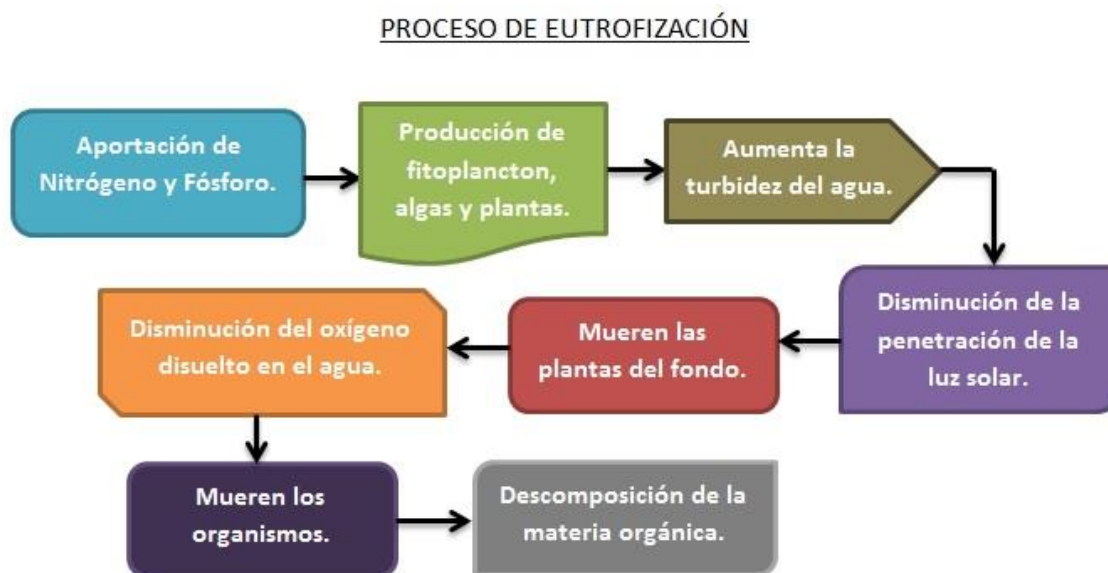 PROCESO DE EUTROFIZACIÓN
Aportación de
Nitrógeno y Fósforo.
Producción de
fitoplancton,
algas y plantas.
Aumenta la
turbidez del agua.
Disminución de la
penetración de la
luz solar.
Mueren las
plantas del fondo.
Disminución del oxígeno
disuelto en el agua.
Mueren los
organismos.
Descomposición de la
materia orgánica.